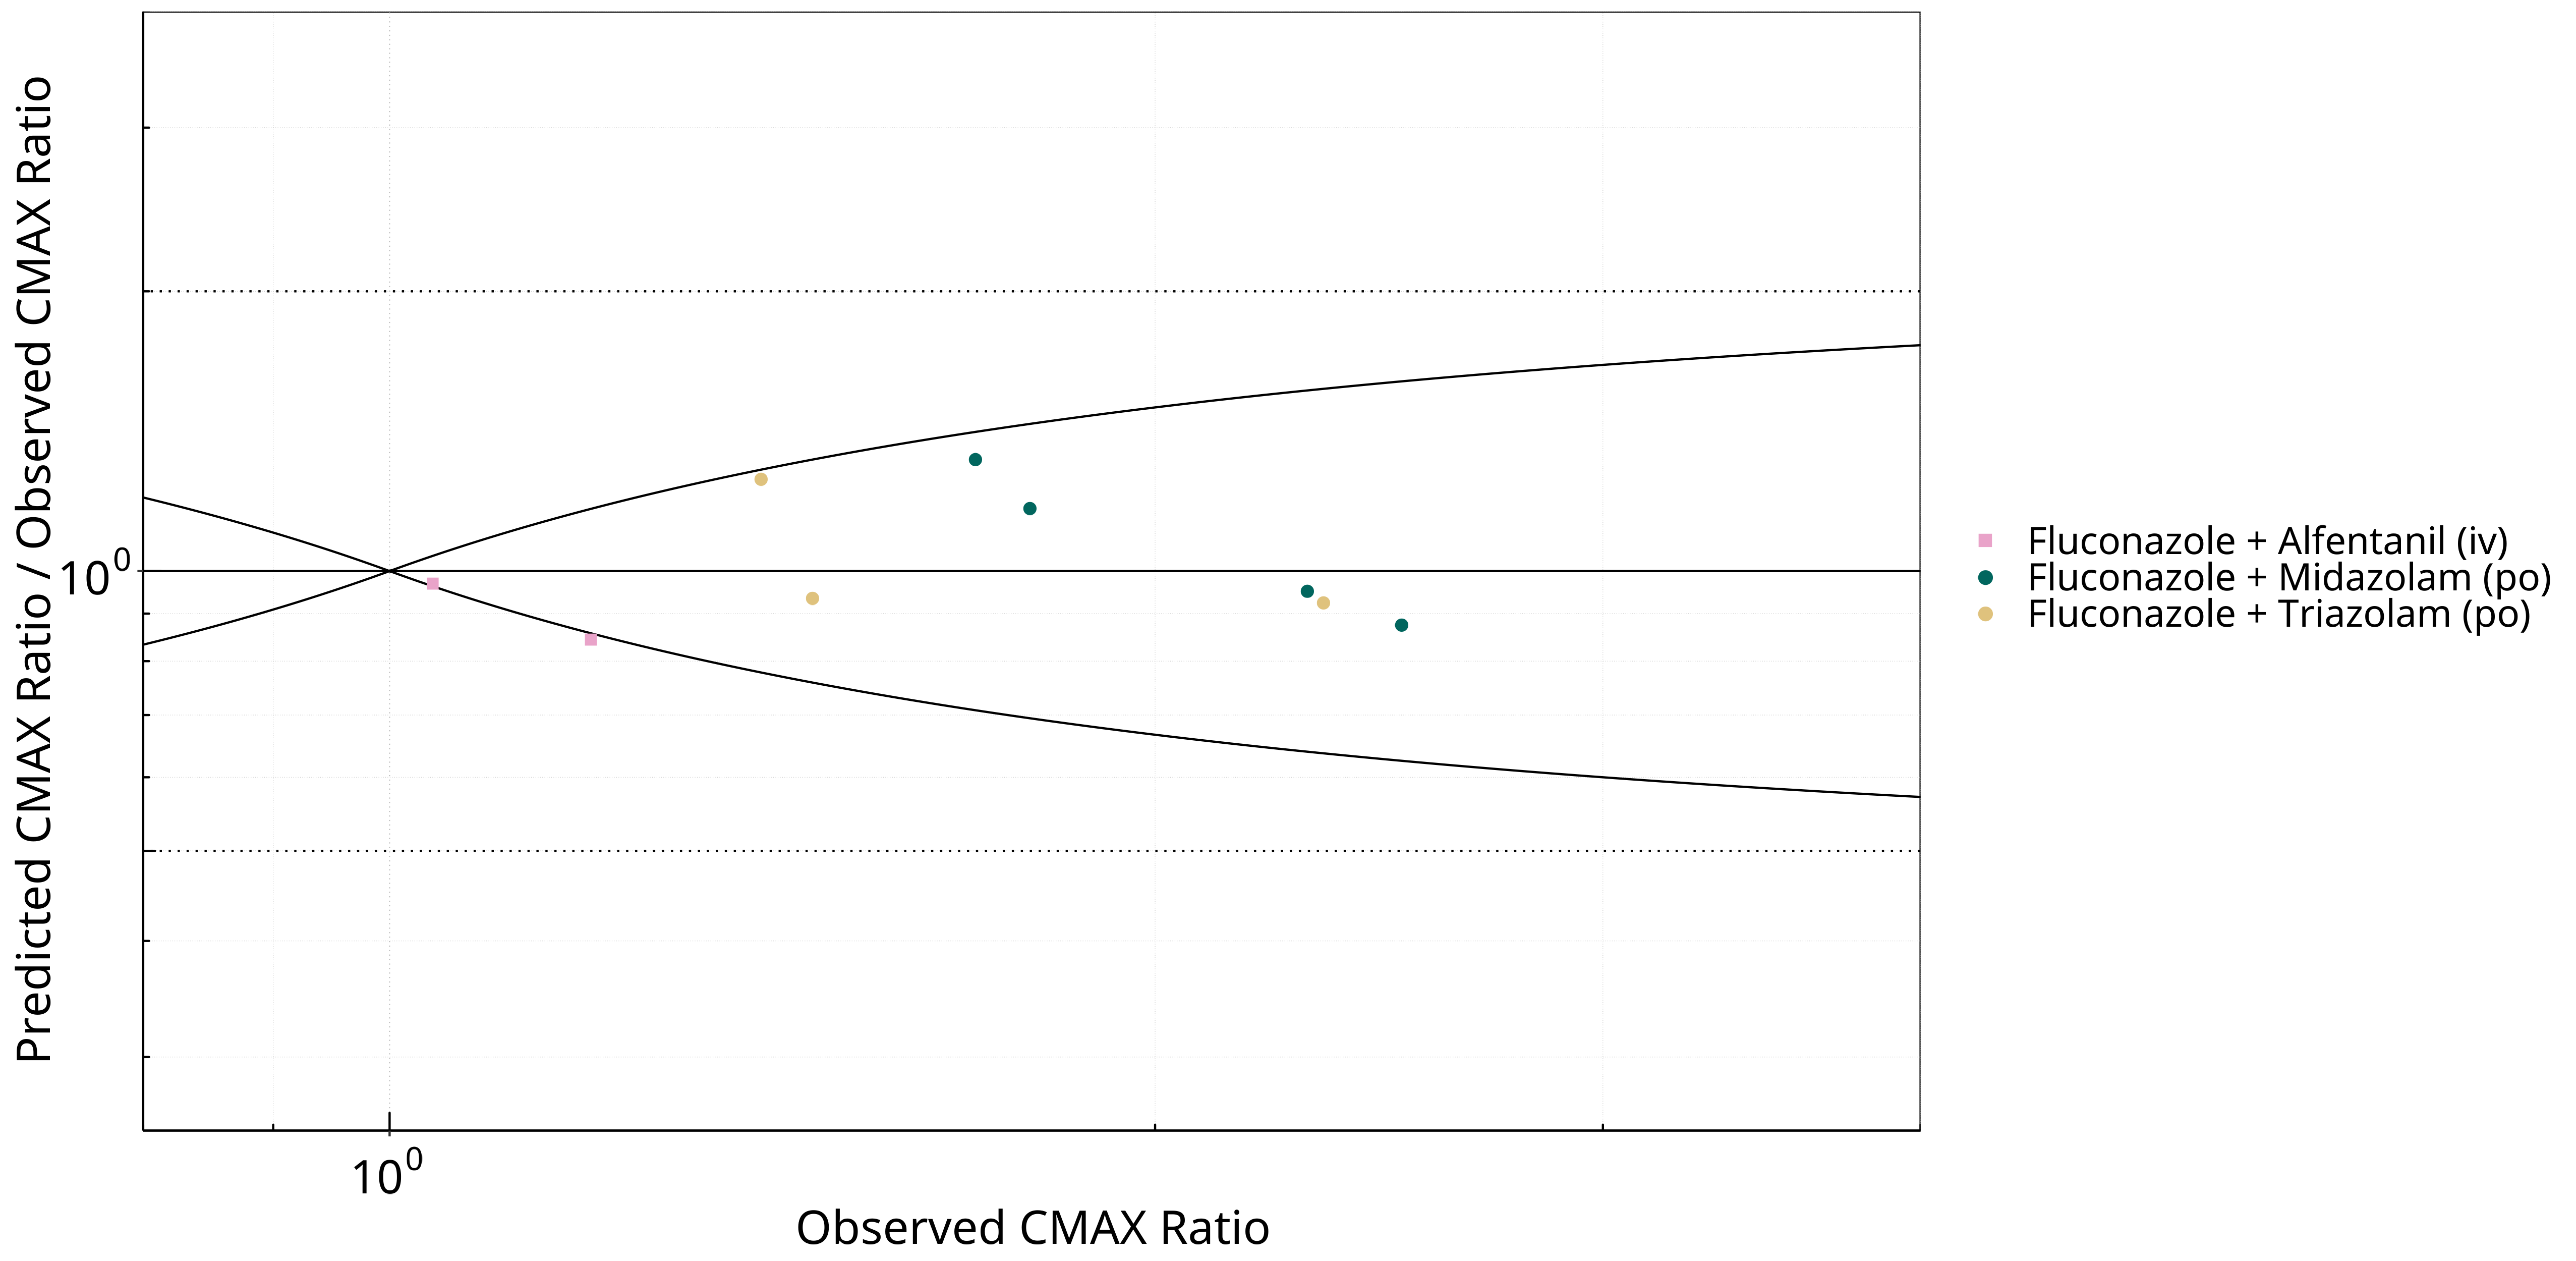 Predicted CMAX Ratio / Observed CMAX Ratio
10⁰
10⁰
Observed CMAX Ratio
Fluconazole + Alfentanil (iv)
Fluconazole + Midazolam (po)
Fluconazole + Triazolam (po)